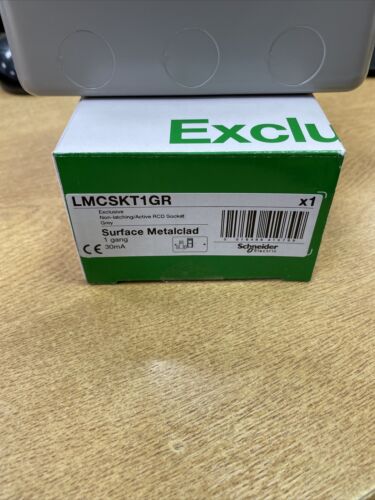 Exclu
LMCSKT1GR x1
Exclusive
Non-latching/Active RCD Socket
Grey
Surface Metalclad
1 gang
CE 30mA
Schneider
Electric